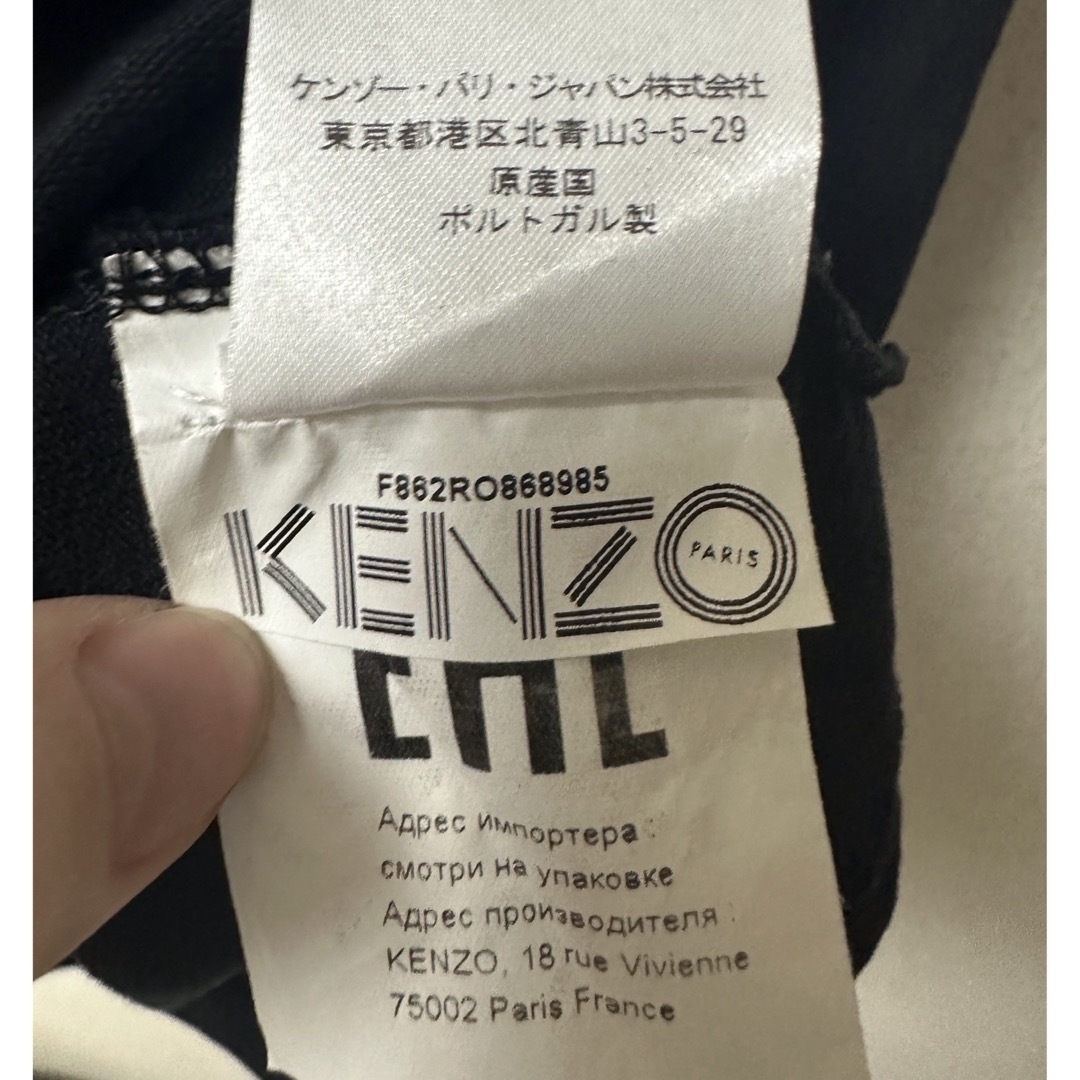 ケンゾー・パリ・ジャパン株式会社
東京都港区北青山3-5-29
原産国
ポルトガル製
F862RO868985
KENZO
PARIS
Адрес импортера :
смотри на упаковке
Адрес производителя :
KENZO, 18 rue Vivienne
75002 Paris France